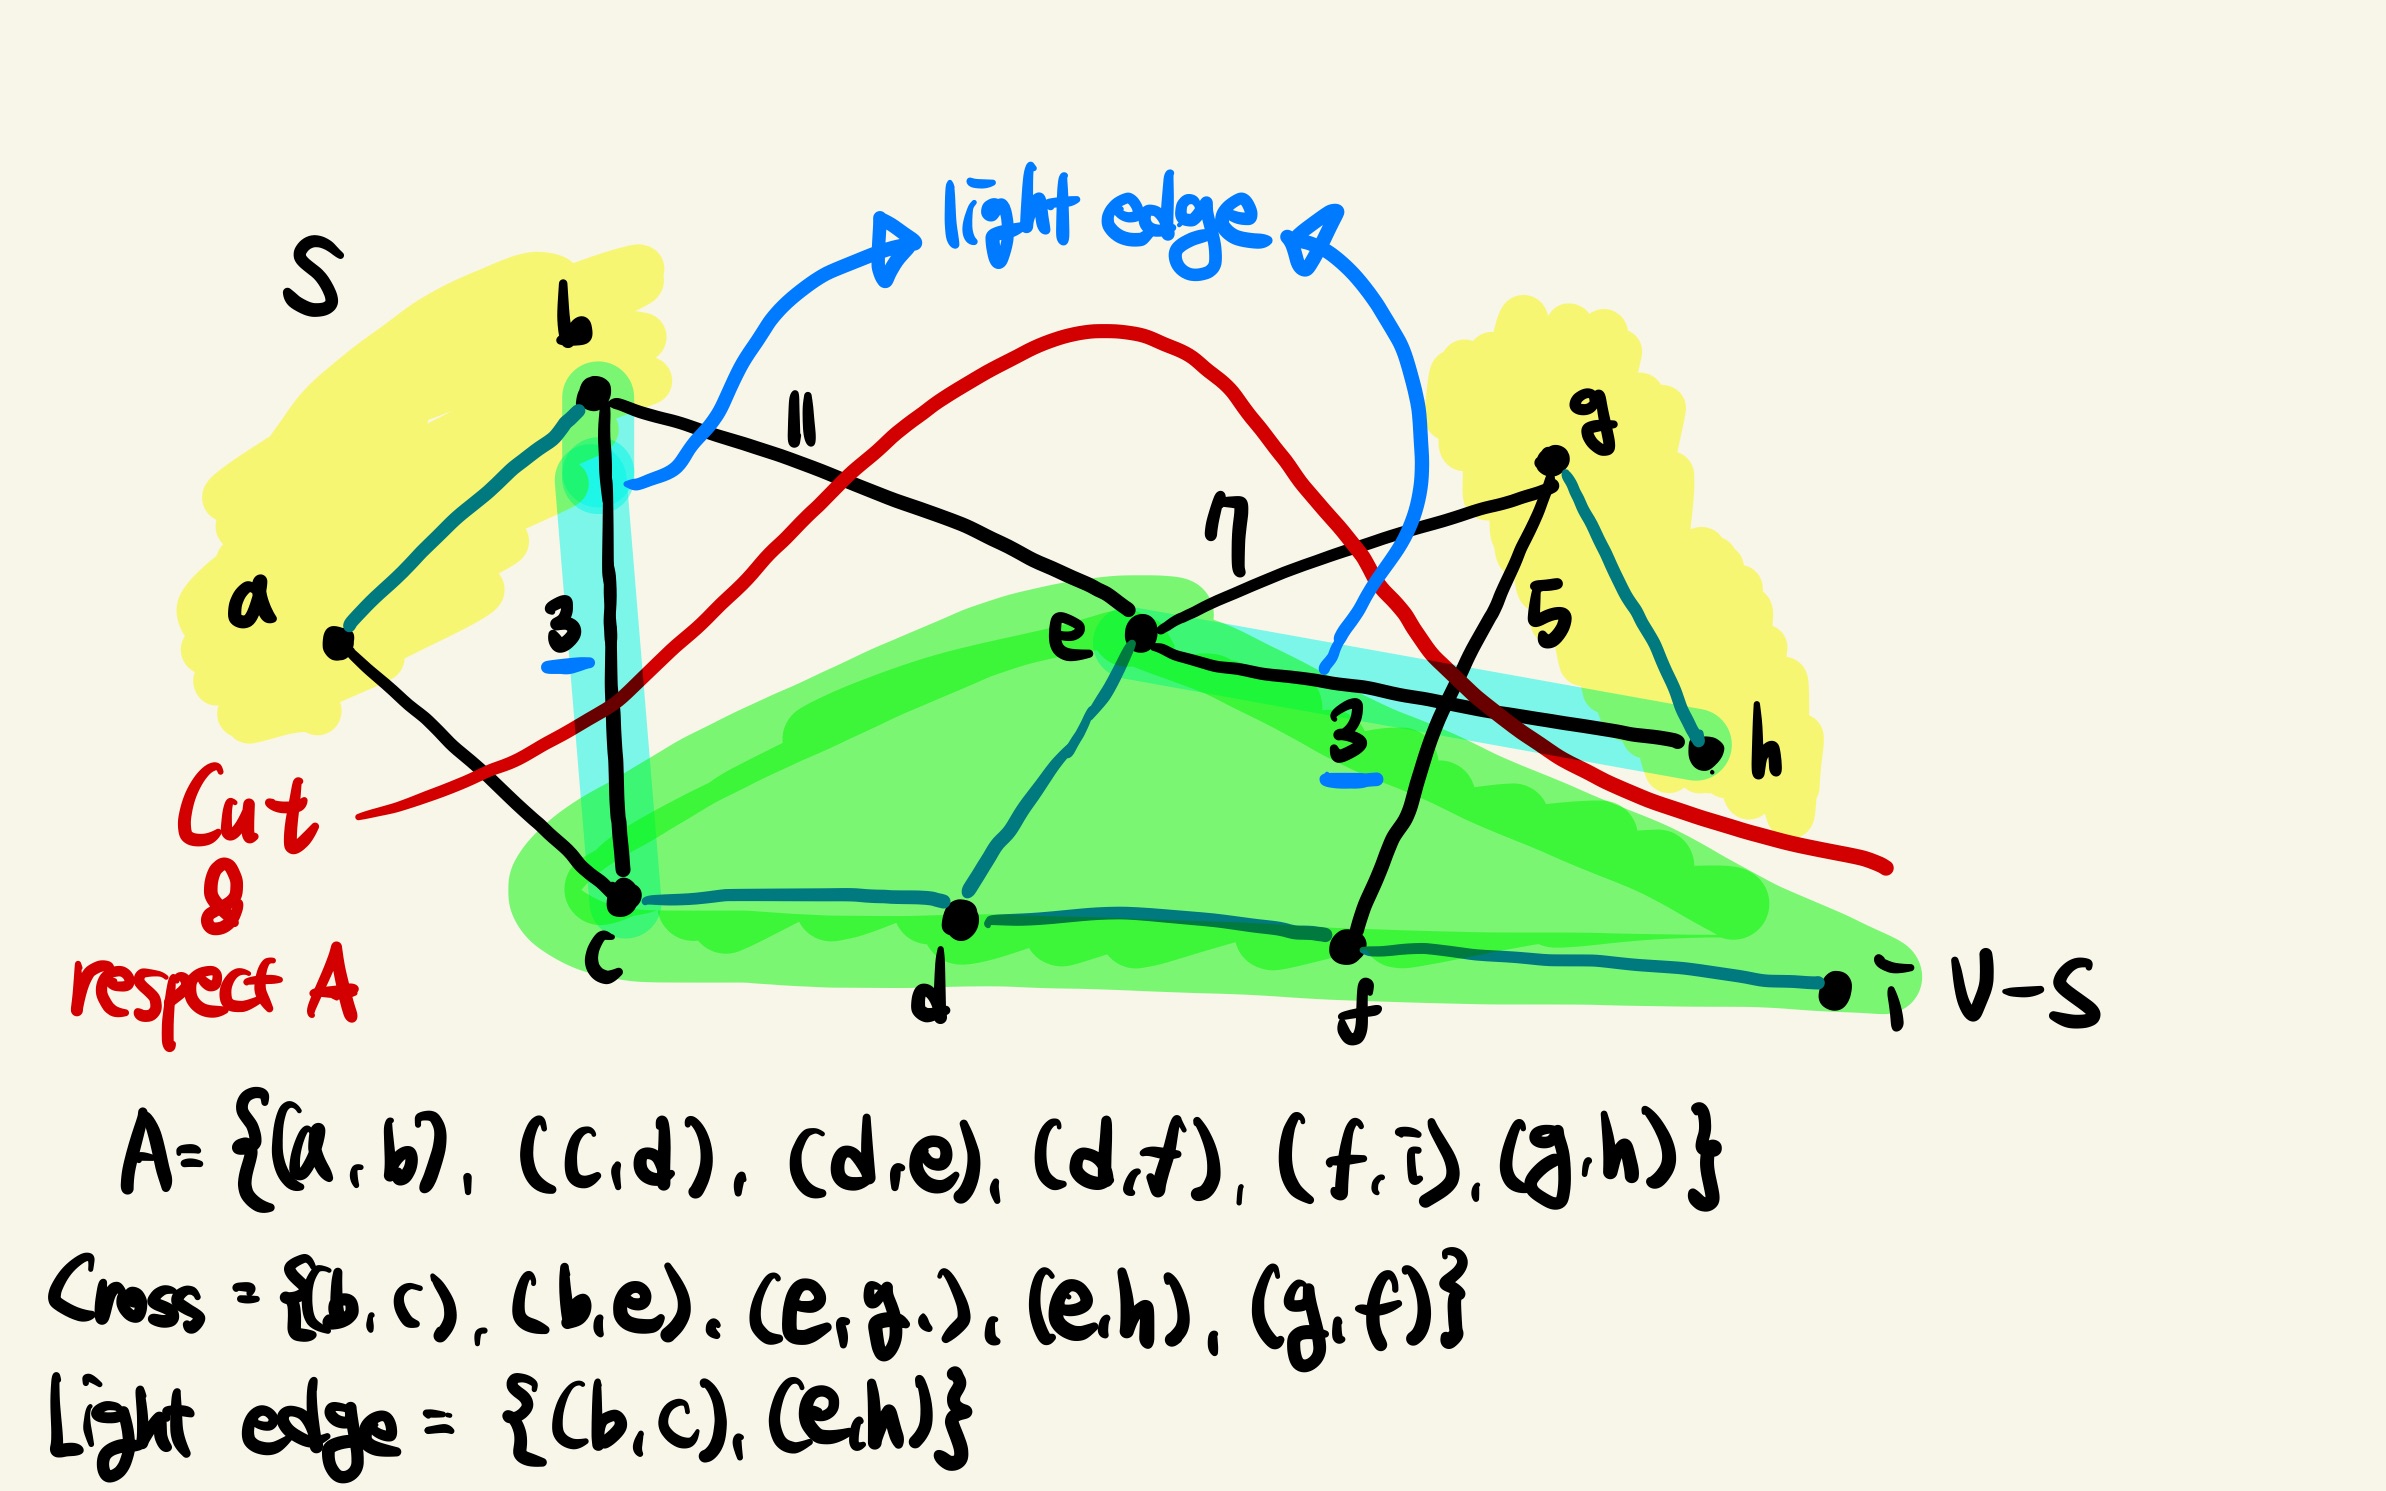 light edge
S
b
11
g
7
a
e
5
3
3
h
Cut
&
respect A
c
d
f
i
V-S
A={(a,b), (c,d), (d,e), (d,f), (f,i), (g,h)}
Cross ={(b,c), (b,e), (e,g), (e,h), (g,f)}
Light edge = {(b,c), (e,h)}